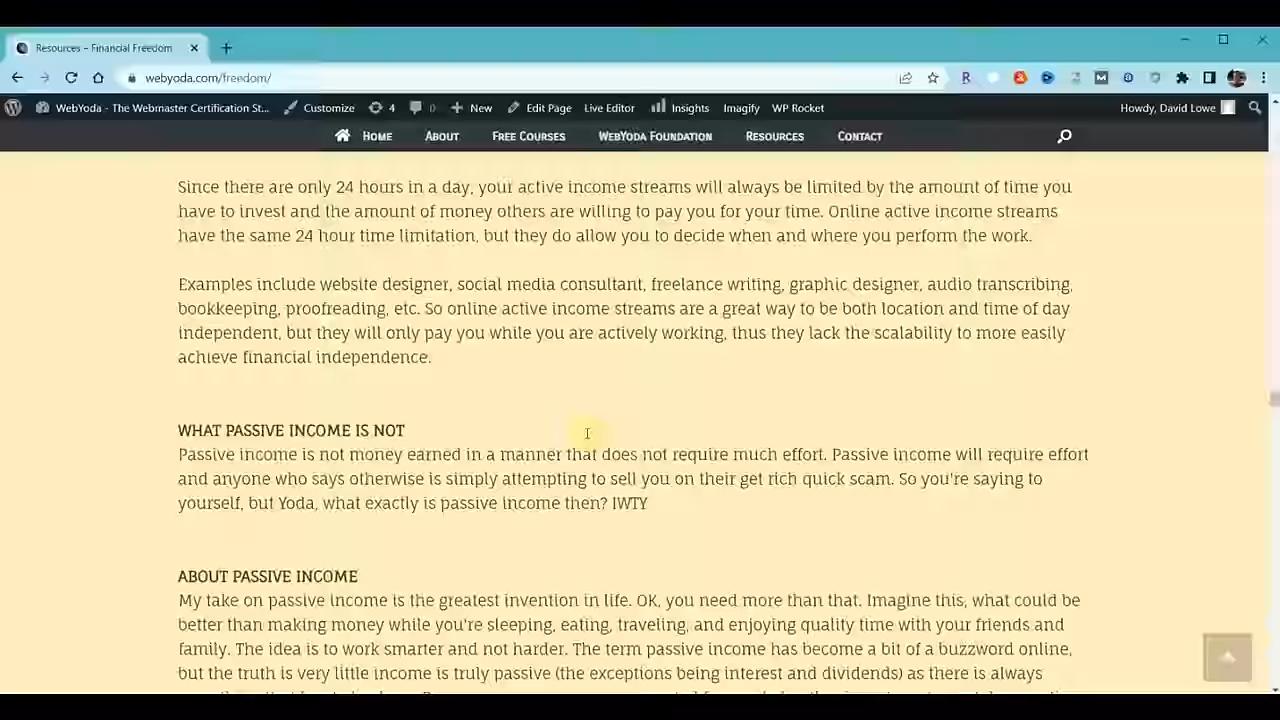 Resources – Financial Freedom
webyoda.com/freedom/
WebYoda - The Webmaster Certification St... Customize 4 0 New Edit Page Live Editor Insights Imagify WP Rocket Howdy, David Lowe
HOME ABOUT FREE COURSES WEBYODA FOUNDATION RESOURCES CONTACT
Since there are only 24 hours in a day, your active income streams will always be limited by the amount of time you
have to invest and the amount of money others are willing to pay you for your time. Online active income streams
have the same 24 hour time limitation, but they do allow you to decide when and where you perform the work.
Examples include website designer, social media consultant, freelance writing, graphic designer, audio transcribing,
bookkeeping, proofreading, etc. So online active income streams are a great way to be both location and time of day
independent, but they will only pay you while you are actively working, thus they lack the scalability to more easily
achieve financial independence.
WHAT PASSIVE INCOME IS NOT
Passive income is not money earned in a manner that does not require much effort. Passive income will require effort
and anyone who says otherwise is simply attempting to sell you on their get rich quick scam. So you're saying to
yourself, but Yoda, what exactly is passive income then? IWTY
ABOUT PASSIVE INCOME
My take on passive income is the greatest invention in life. OK, you need more than that. Imagine this, what could be
better than making money while you're sleeping, eating, traveling, and enjoying quality time with your friends and
family. The idea is to work smarter and not harder. The term passive income has become a bit of a buzzword online,
but the truth is very little income is truly passive (the exceptions being interest and dividends) as there is always